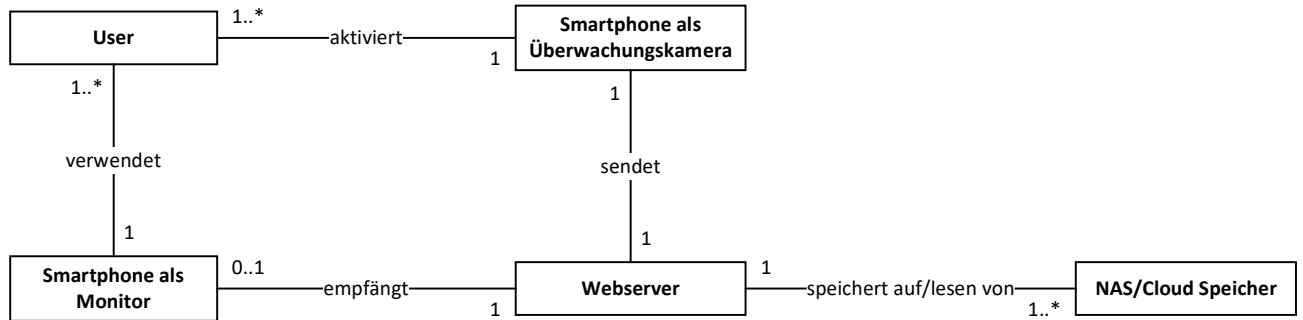 1..*
User
aktiviert
1
Smartphone als
Überwachungskamera
1..*
1
verwendet
sendet
1
1
Smartphone als
Monitor
0..1
empfängt
1
Webserver
1
speichert auf/lesen von
1..*
NAS/Cloud Speicher